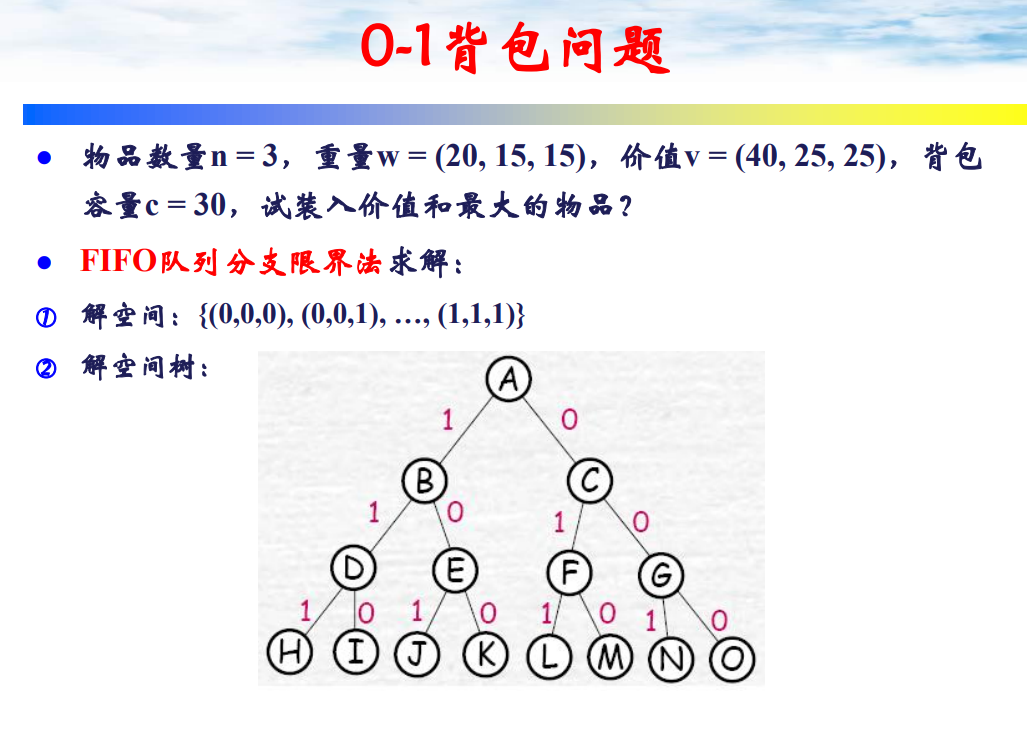 0-1背包问题
● 物品数量n = 3，重量w = (20, 15, 15)，价值v = (40, 25, 25)，背包
容量c = 30，试装入价值和最大的物品？
● FIFO队列分支限界法求解：
① 解空间：{(0,0,0), (0,0,1), …, (1,1,1)}
② 解空间树：
A
1 0
B C
1 0 1 0
D E F G
1 0 1 0 1 0 1 0
H I J K L M N O